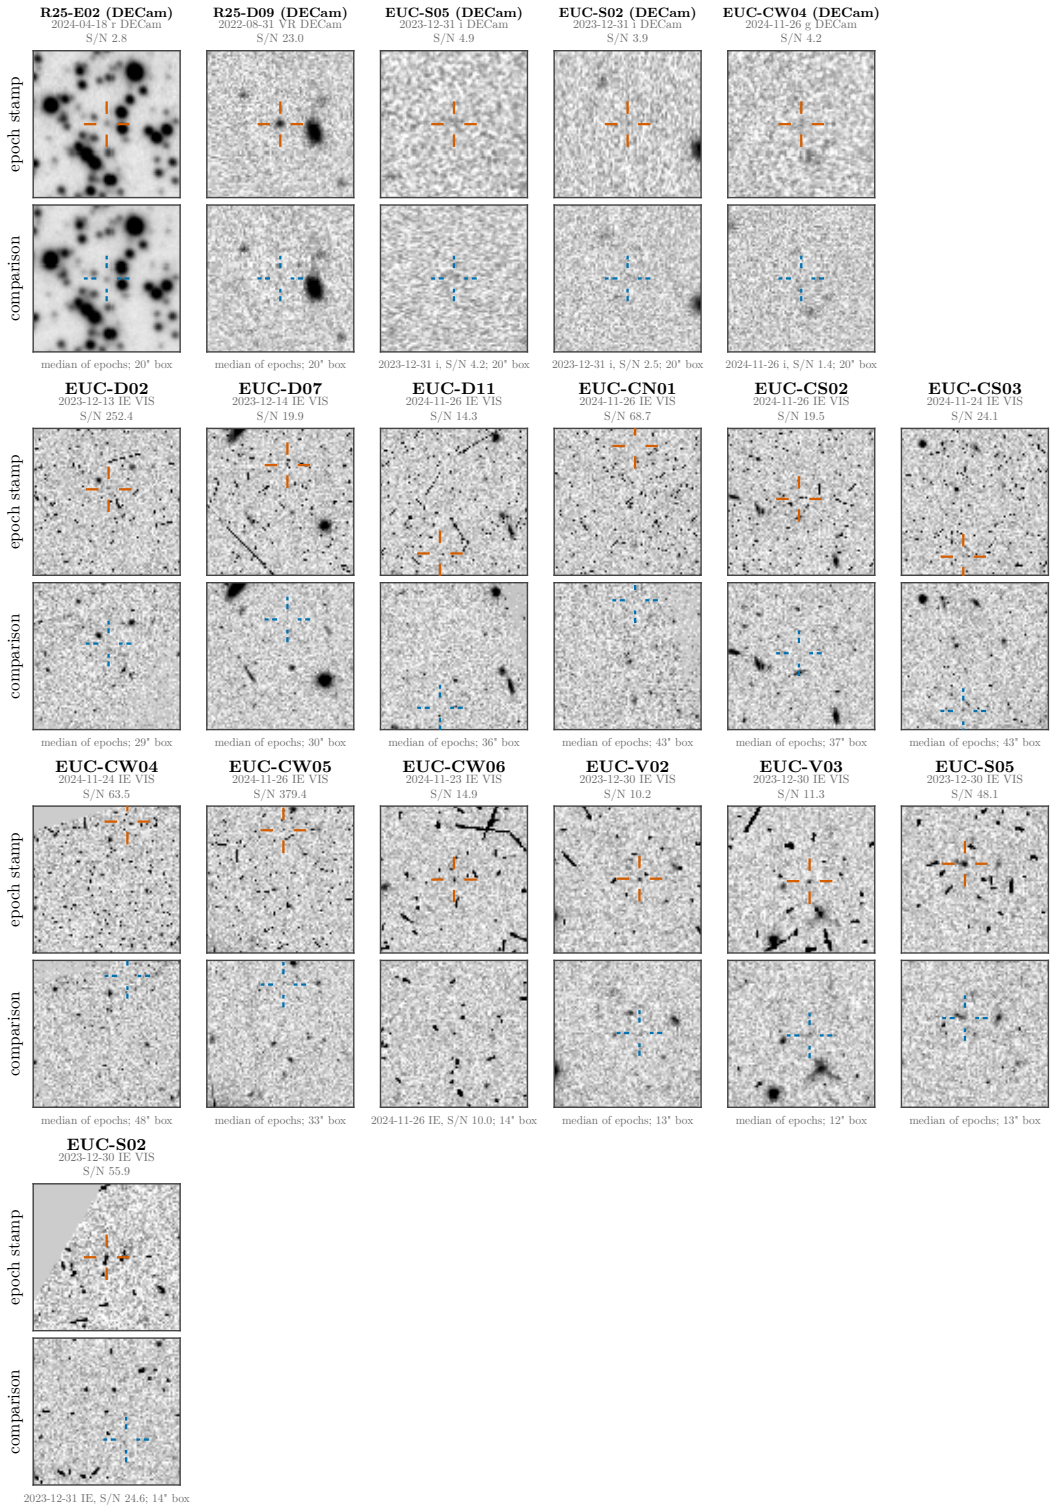 R25-E02 (DECam)
2024-04-18 r DECam
S/N 2.8
R25-D09 (DECam)
2022-08-31 VR DECam
S/N 23.0
EUC-S05 (DECam)
2023-12-31 i DECam
S/N 4.9
EUC-S02 (DECam)
2023-12-31 i DECam
S/N 3.9
EUC-CW04 (DECam)
2024-11-26 g DECam
S/N 4.2
epoch stamp
comparison
median of epochs; 20" box
median of epochs; 20" box
2023-12-31 i, S/N 4.2; 20" box
2023-12-31 i, S/N 2.5; 20" box
2024-11-26 i, S/N 1.4; 20" box
EUC-D02
2023-12-13 IE VIS
S/N 252.4
EUC-D07
2023-12-14 IE VIS
S/N 19.9
EUC-D11
2024-11-26 IE VIS
S/N 14.3
EUC-CN01
2024-11-26 IE VIS
S/N 68.7
EUC-CS02
2024-11-26 IE VIS
S/N 19.5
EUC-CS03
2024-11-24 IE VIS
S/N 24.1
epoch stamp
comparison
median of epochs; 29" box
median of epochs; 30" box
median of epochs; 36" box
median of epochs; 43" box
median of epochs; 37" box
median of epochs; 43" box
EUC-CW04
2024-11-24 IE VIS
S/N 63.5
EUC-CW05
2024-11-26 IE VIS
S/N 379.4
EUC-CW06
2024-11-23 IE VIS
S/N 14.9
EUC-V02
2023-12-30 IE VIS
S/N 10.2
EUC-V03
2023-12-30 IE VIS
S/N 11.3
EUC-S05
2023-12-30 IE VIS
S/N 48.1
epoch stamp
comparison
median of epochs; 48" box
median of epochs; 33" box
2024-11-26 IE, S/N 10.0; 14" box
median of epochs; 13" box
median of epochs; 12" box
median of epochs; 13" box
EUC-S02
2023-12-30 IE VIS
S/N 55.9
epoch stamp
comparison
2023-12-31 IE, S/N 24.6; 14" box